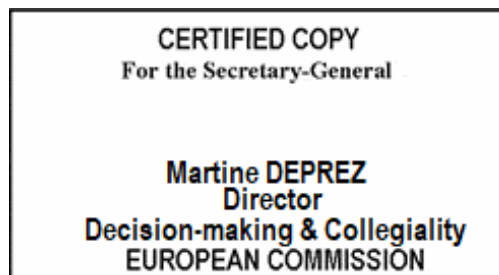 CERTIFIED COPY
For the Secretary-General
Martine DEPREZ
Director
Decision-making & Collegiality
EUROPEAN COMMISSION